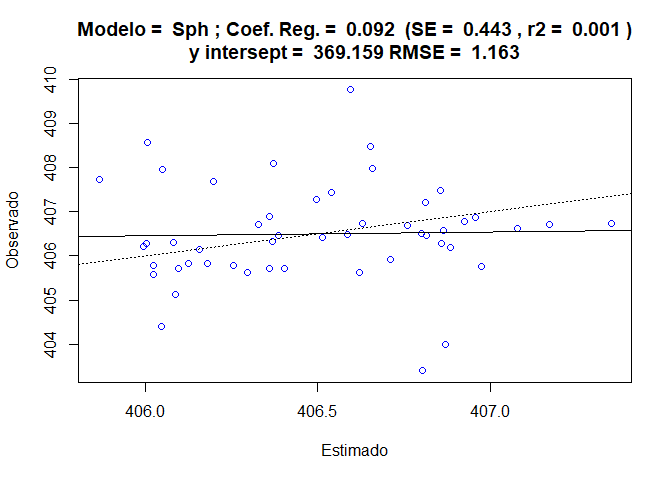 Modelo = Sph ; Coef. Reg. = 0.092 (SE = 0.443 , r2 = 0.001 )
y intersept = 369.159 RMSE = 1.163
410
409
408
407
406
405
404
Observado
406.0 406.5 407.0
Estimado